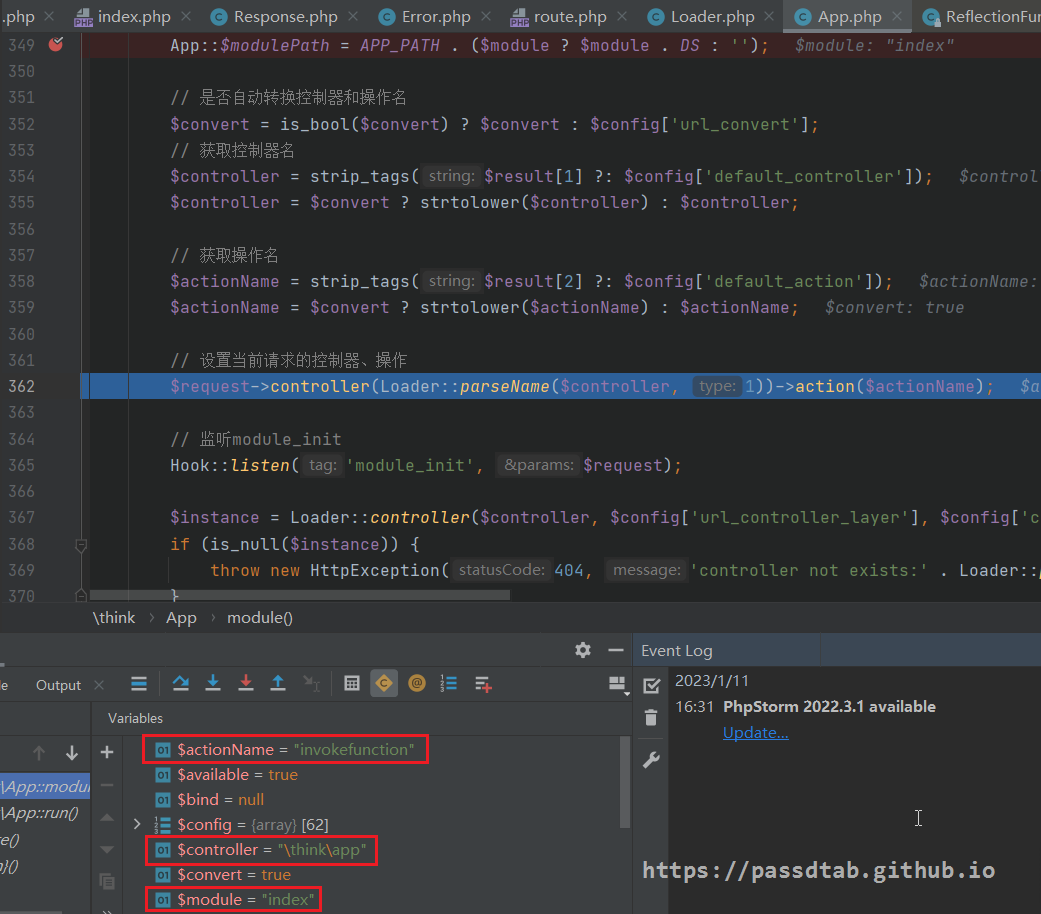 .php × index.php × Response.php × Error.php × route.php × Loader.php × App.php × ReflectionFun
349 App::$modulePath = APP_PATH . ($module ? $module . DS : ''); $module: "index"
350
351 // 是否自动转换控制器和操作名
352 $convert = is_bool($convert) ? $convert : $config['url_convert'];
353 // 获取控制器名
354 $controller = strip_tags( string: $result[1] ?: $config['default_controller']); $control
355 $controller = $convert ? strtolower($controller) : $controller;
356
357 // 获取操作名
358 $actionName = strip_tags( string: $result[2] ?: $config['default_action']); $actionName:
359 $actionName = $convert ? strtolower($actionName) : $actionName; $convert: true
360
361 // 设置当前请求的控制器、操作
362 $request->controller(Loader::parseName($controller, type: 1))->action($actionName); $a
363
364 // 监听module_init
365 Hook::listen( tag: 'module_init', &params: $request);
366
367 $instance = Loader::controller($controller, $config['url_controller_layer'], $config['c
368 if (is_null($instance)) {
369 throw new HttpException( statusCode: 404, message: 'controller not exists:' . Loader::
370 }
\think › App › module()
Event Log
Output ×
2023/1/11
16:31 PhpStorm 2022.3.1 available
Update...
Variables
$actionName = "invokefunction"
$available = true
$bind = null
$config = {array} [62]
$controller = "\think\app"
$convert = true
$module = "index"
\App::modul
\App::run()
re()
}()
https://passdtab.github.io